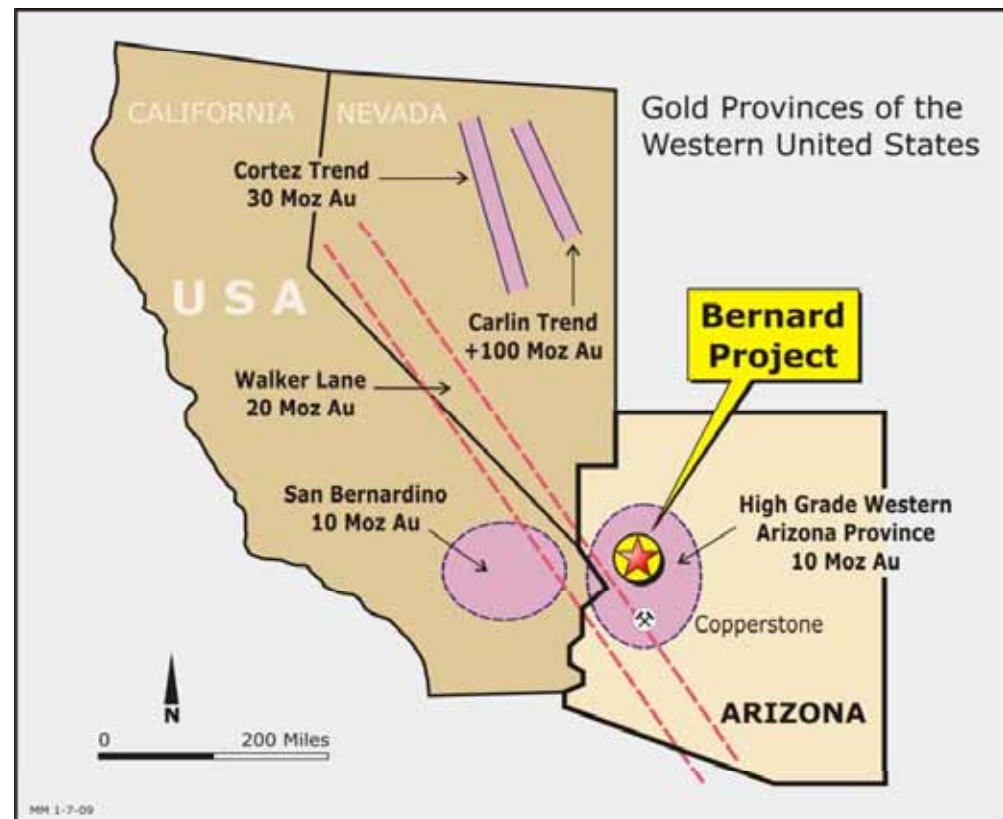 Gold Provinces of the
Western United States
CALIFORNIA
NEVADA
Cortez Trend
30 Moz Au
USA
Carlin Trend
+100 Moz Au
Bernard
Project
Walker Lane
20 Moz Au
San Bernardino
10 Moz Au
High Grade Western
Arizona Province
10 Moz Au
Copperstone
ARIZONA
N
0 200 Miles
MM 1-7-09